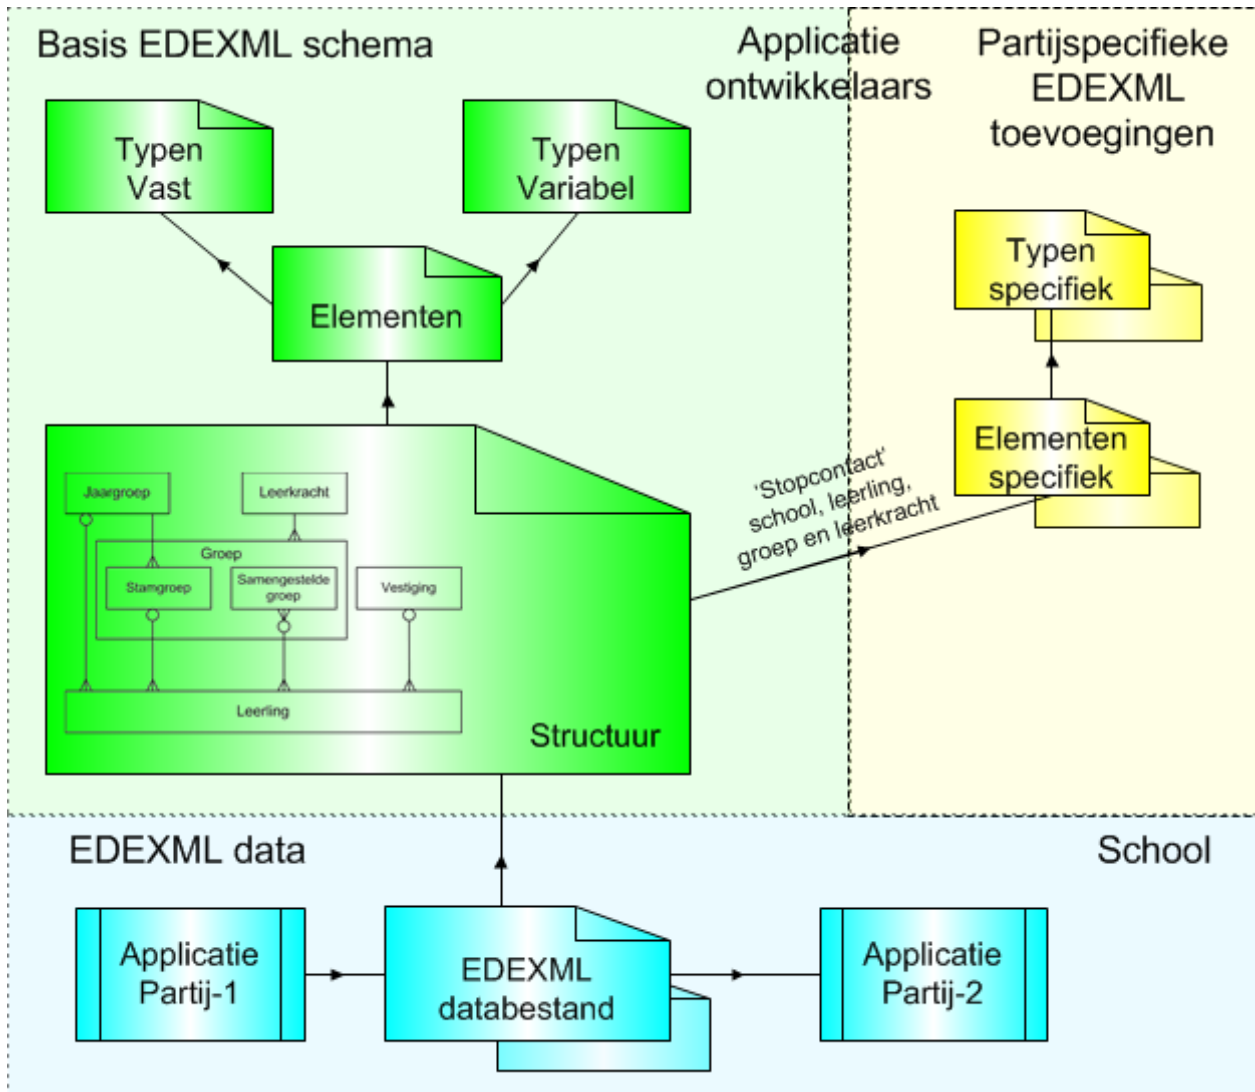 Basis EDEXML schema
Applicatie
ontwikkelaars
Partijspecifieke
EDEXML
toevoegingen
Typen
Vast
Typen
Variabel
Elementen
Typen
specifiek
Elementen
specifiek
'Stopcontact'
school, leerling,
groep en leerkracht
Jaargroep
Leerkracht
Groep
Stamgroep
Samengestelde
groep
Vestiging
Leerling
Structuur
EDEXML data
School
Applicatie
Partij-1
EDEXML
databestand
Applicatie
Partij-2